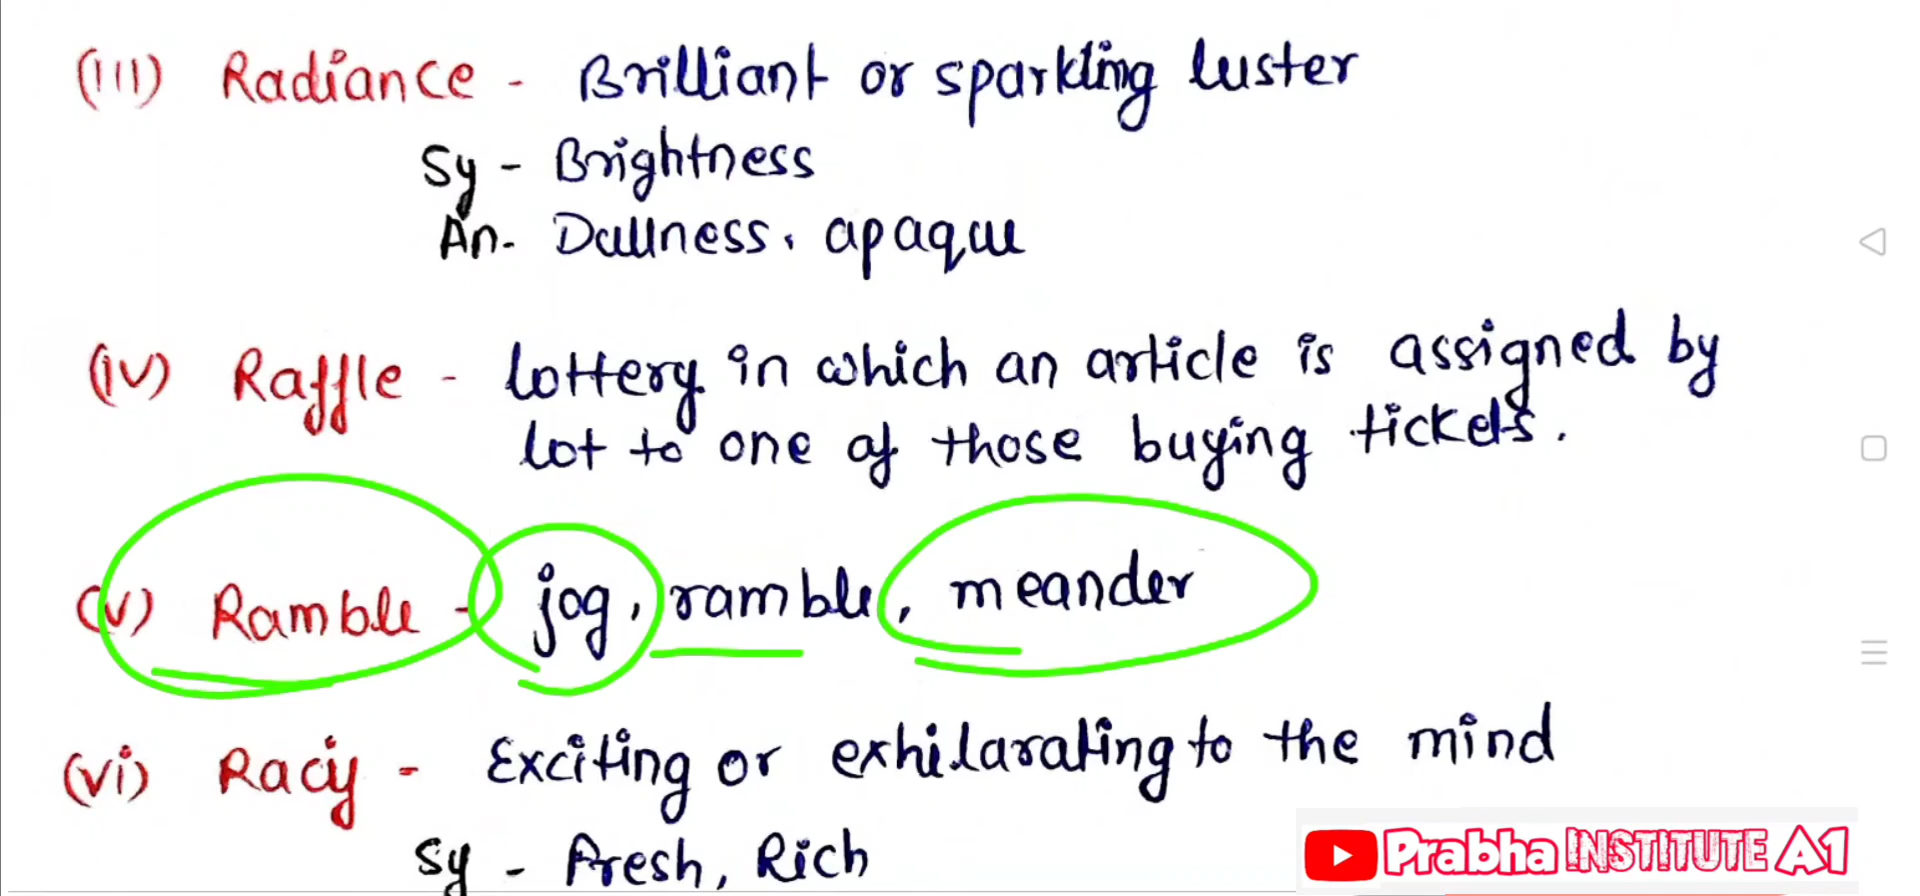 (iii) Radiance - Brilliant or sparkling luster
Sy - Brightness
An- Dullness, apaque
(iv) Raffle - lottery in which an article is assigned by
lot to one of those buying tickets.
(v) Ramble - jog, ramble, meander
(vi) Racy - Exciting or exhilarating to the mind
Sy - Fresh, Rich
Prabha INSTITUTE A1